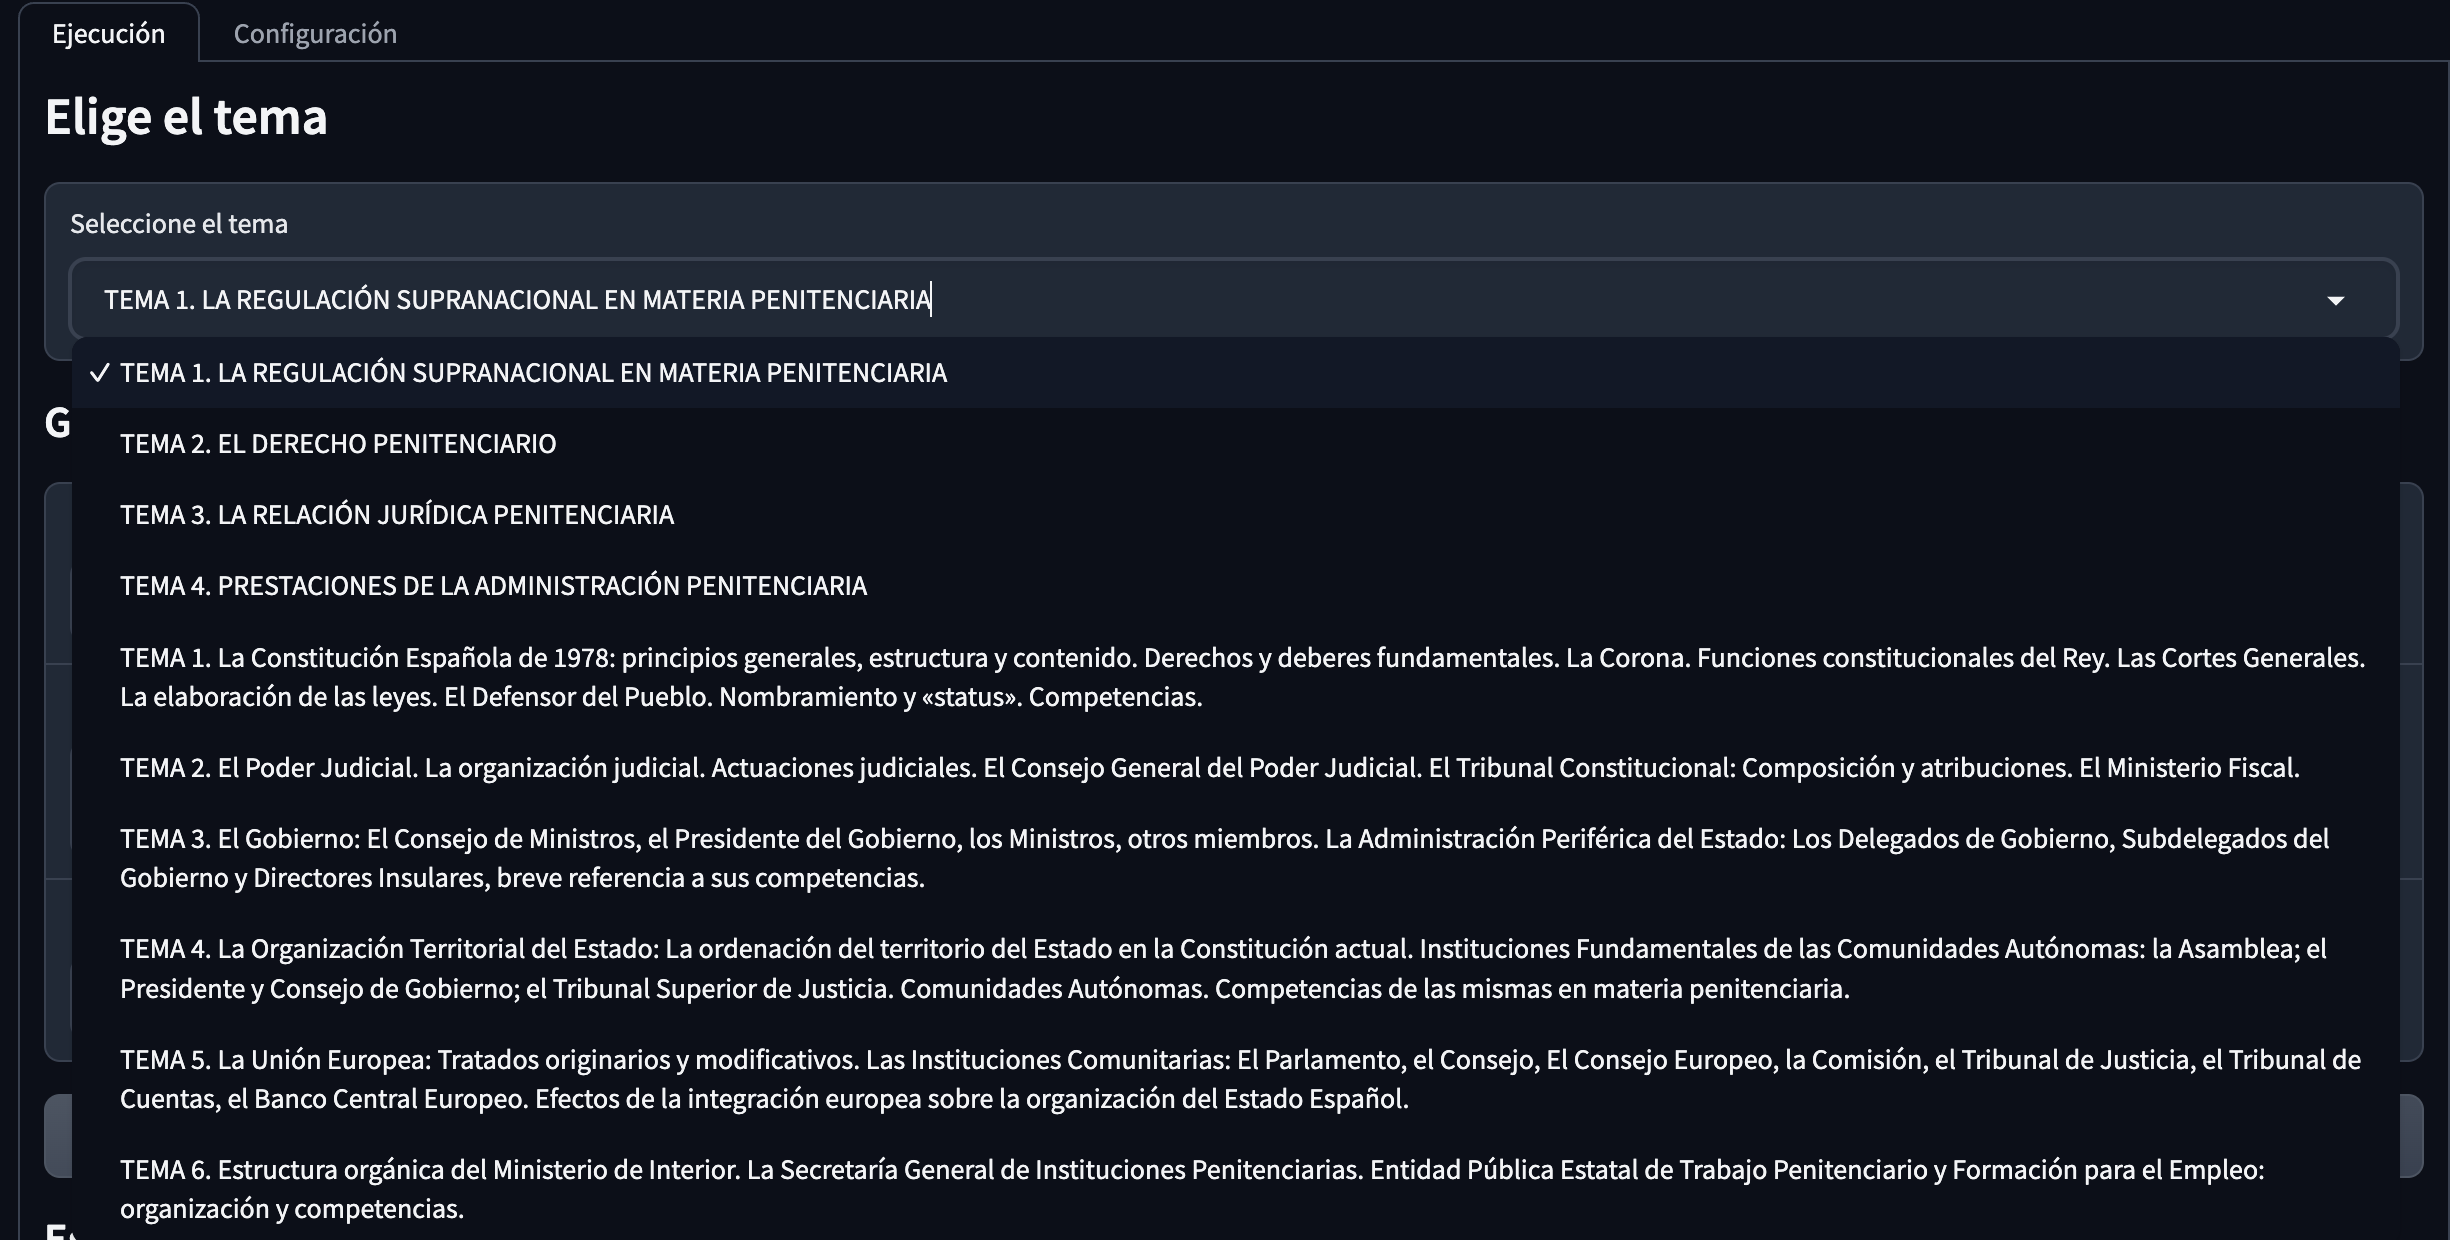 Ejecución
Configuración
Elige el tema
Seleccione el tema
TEMA 1. LA REGULACIÓN SUPRANACIONAL EN MATERIA PENITENCIARIA
✓ TEMA 1. LA REGULACIÓN SUPRANACIONAL EN MATERIA PENITENCIARIA
G
TEMA 2. EL DERECHO PENITENCIARIO
TEMA 3. LA RELACIÓN JURÍDICA PENITENCIARIA
TEMA 4. PRESTACIONES DE LA ADMINISTRACIÓN PENITENCIARIA
TEMA 1. La Constitución Española de 1978: principios generales, estructura y contenido. Derechos y deberes fundamentales. La Corona. Funciones constitucionales del Rey. Las Cortes Generales.
La elaboración de las leyes. El Defensor del Pueblo. Nombramiento y «status». Competencias.
TEMA 2. El Poder Judicial. La organización judicial. Actuaciones judiciales. El Consejo General del Poder Judicial. El Tribunal Constitucional: Composición y atribuciones. El Ministerio Fiscal.
TEMA 3. El Gobierno: El Consejo de Ministros, el Presidente del Gobierno, los Ministros, otros miembros. La Administración Periférica del Estado: Los Delegados de Gobierno, Subdelegados del
Gobierno y Directores Insulares, breve referencia a sus competencias.
TEMA 4. La Organización Territorial del Estado: La ordenación del territorio del Estado en la Constitución actual. Instituciones Fundamentales de las Comunidades Autónomas: la Asamblea; el
Presidente y Consejo de Gobierno; el Tribunal Superior de Justicia. Comunidades Autónomas. Competencias de las mismas en materia penitenciaria.
TEMA 5. La Unión Europea: Tratados originarios y modificativos. Las Instituciones Comunitarias: El Parlamento, el Consejo, El Consejo Europeo, la Comisión, el Tribunal de Justicia, el Tribunal de
Cuentas, el Banco Central Europeo. Efectos de la integración europea sobre la organización del Estado Español.
TEMA 6. Estructura orgánica del Ministerio de Interior. La Secretaría General de Instituciones Penitenciarias. Entidad Pública Estatal de Trabajo Penitenciario y Formación para el Empleo:
organización y competencias.